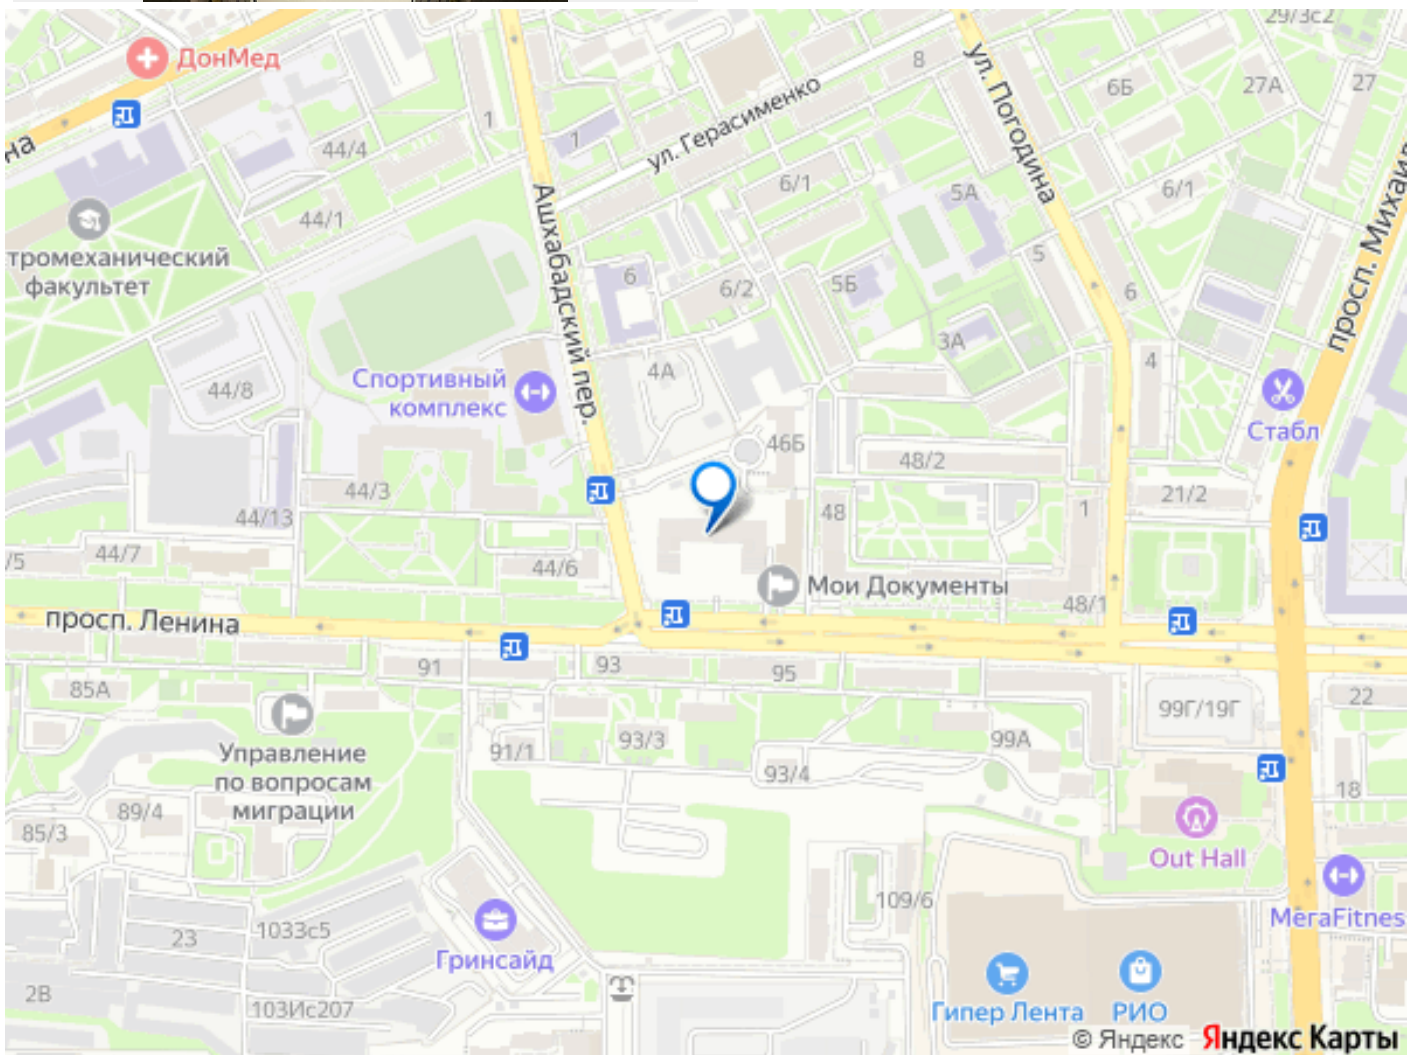 29/3с2
ДонМед
8
ул. Погодина
6Б
27А
27
на
1
1
ул. Герасименко
44/4
6/1
5А
6/1
44/1
Ашхабадский пер.
просп. Михаил
тромеханический
факультет
6
6/2
5Б
5
6
3А
4
4А
Спортивный
комплекс
44/8
Стабл
46Б
48/2
44/3
21/2
44/13
48
1
/5
44/7
44/6
Мои Документы
48/1
просп. Ленина
91
93
95
85А
22
99Г/19Г
Управление
по вопросам
миграции
91/1
93/3
99А
93/4
18
89/4
85/3
Out Hall
109/6
МегаFitnes
1033с5
23
Гринсайд
2В
103Ис207
Гипер Лента
РИО
© Яндекс Яндекс Карты